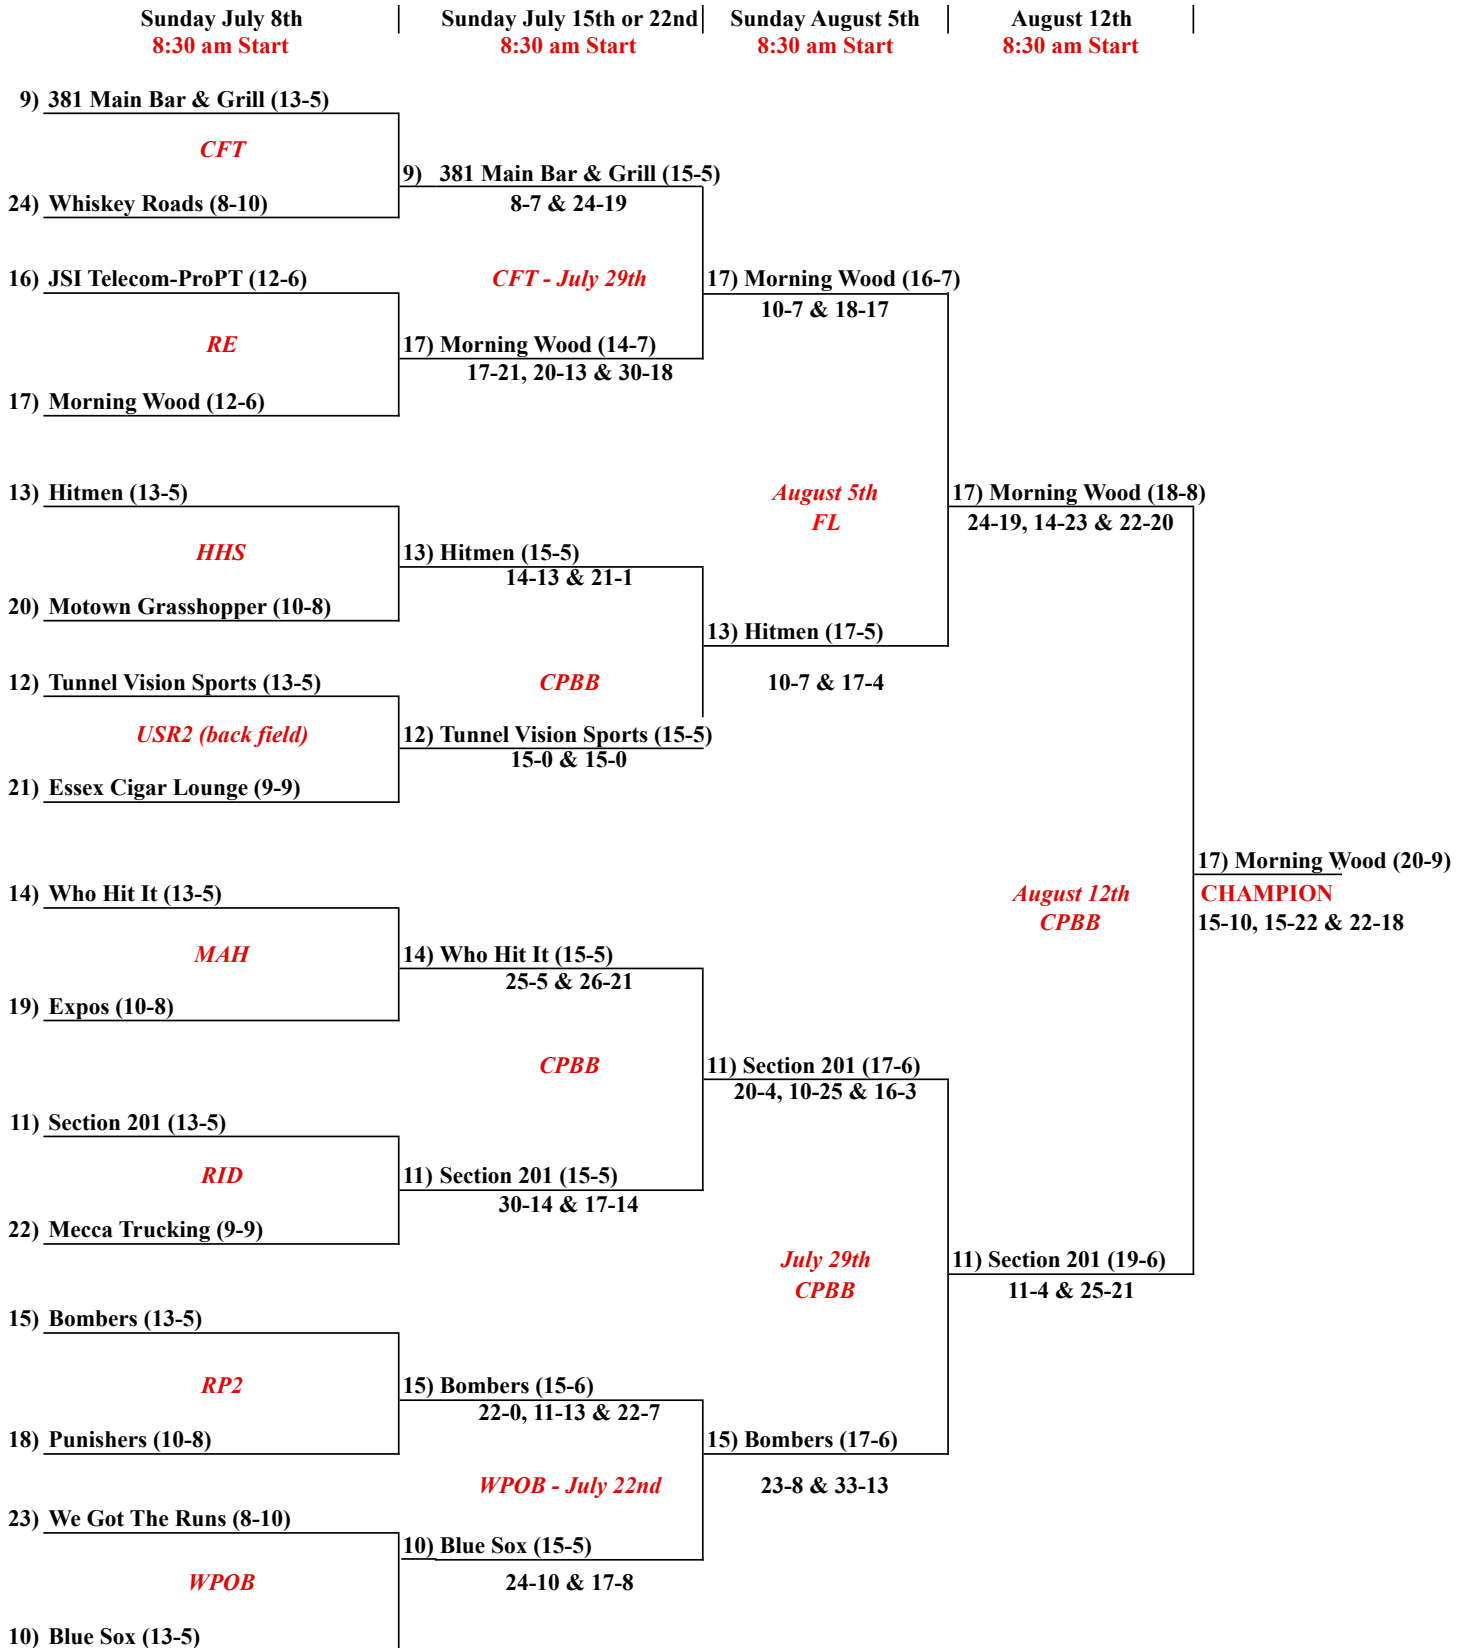 Sunday July 8th
8:30 am Start
Sunday July 15th or 22nd
8:30 am Start
Sunday August 5th
8:30 am Start
August 12th
8:30 am Start
9) 381 Main Bar & Grill (13-5)
CFT
24) Whiskey Roads (8-10)
16) JSI Telecom-ProPT (12-6)
RE
17) Morning Wood (12-6)
13) Hitmen (13-5)
HHS
20) Motown Grasshopper (10-8)
12) Tunnel Vision Sports (13-5)
USR2 (back field)
21) Essex Cigar Lounge (9-9)
14) Who Hit It (13-5)
MAH
19) Expos (10-8)
11) Section 201 (13-5)
RID
22) Mecca Trucking (9-9)
15) Bombers (13-5)
RP2
18) Punishers (10-8)
23) We Got The Runs (8-10)
WPOB
10) Blue Sox (13-5)
9) 381 Main Bar & Grill (15-5)
8-7 & 24-19
CFT - July 29th
17) Morning Wood (14-7)
17-21, 20-13 & 30-18
13) Hitmen (15-5)
14-13 & 21-1
CPBB
12) Tunnel Vision Sports (15-5)
15-0 & 15-0
14) Who Hit It (15-5)
25-5 & 26-21
CPBB
11) Section 201 (15-5)
30-14 & 17-14
15) Bombers (15-6)
22-0, 11-13 & 22-7
WPOB - July 22nd
10) Blue Sox (15-5)
24-10 & 17-8
17) Morning Wood (16-7)
10-7 & 18-17
August 5th
FL
13) Hitmen (17-5)
10-7 & 17-4
11) Section 201 (17-6)
20-4, 10-25 & 16-3
July 29th
CPBB
15) Bombers (17-6)
23-8 & 33-13
17) Morning Wood (18-8)
24-19, 14-23 & 22-20
August 12th
CPBB
11) Section 201 (19-6)
11-4 & 25-21
17) Morning Wood (20-9)
CHAMPION
15-10, 15-22 & 22-18